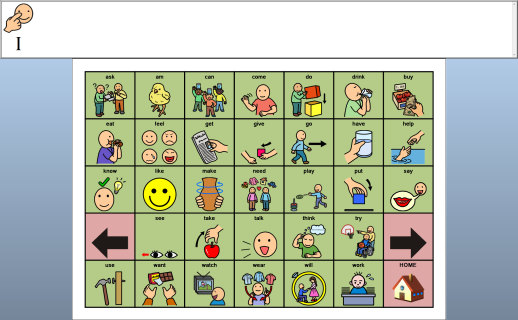 I
ask am can come do drink buy
eat feel get give go have help
know like make need play put say
see take talk think try
use want watch wear will work HOME